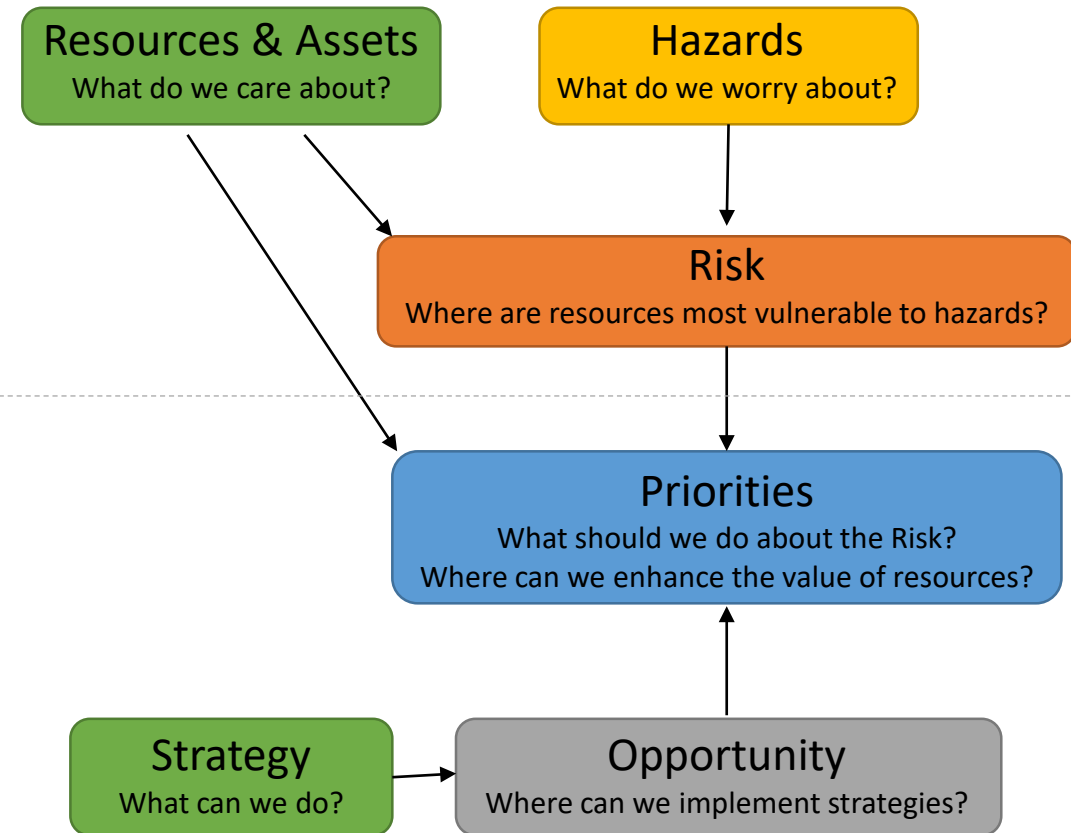 Resources & Assets
What do we care about?
Hazards
What do we worry about?
Risk
Where are resources most vulnerable to hazards?
Priorities
What should we do about the Risk?
Where can we enhance the value of resources?
Strategy
What can we do?
Opportunity
Where can we implement strategies?